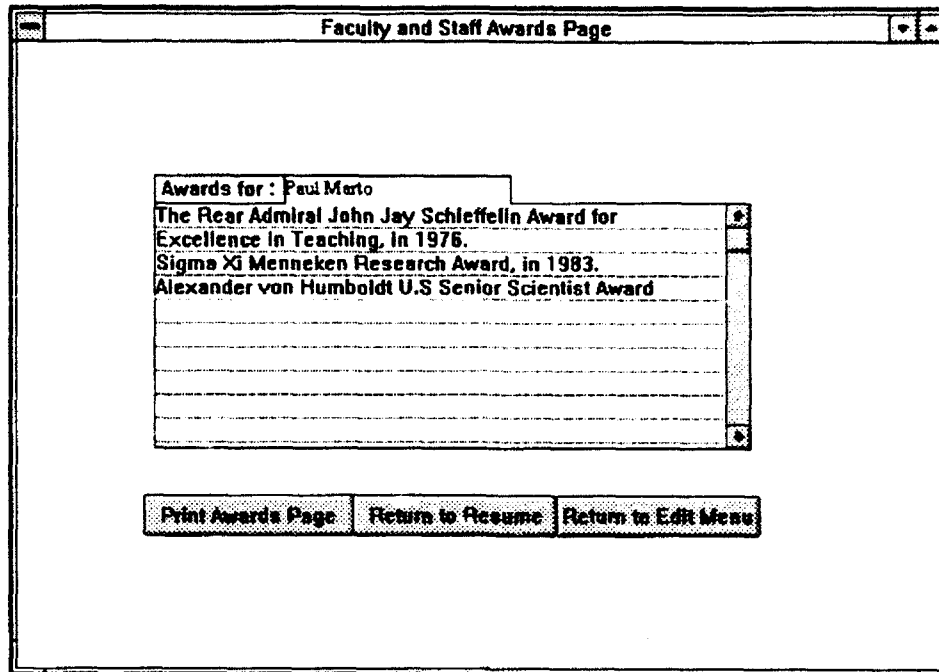 Faculty and Staff Awards Page
Awards for : Paul Marto
The Rear Admiral John Jay Schieffelin Award for
Excellence in Teaching, in 1976.
Sigma Xi Menneken Research Award, in 1983.
Alexander von Humboldt U.S Senior Scientist Award
Print Awards Page Return to Resume Return to Edit Menu